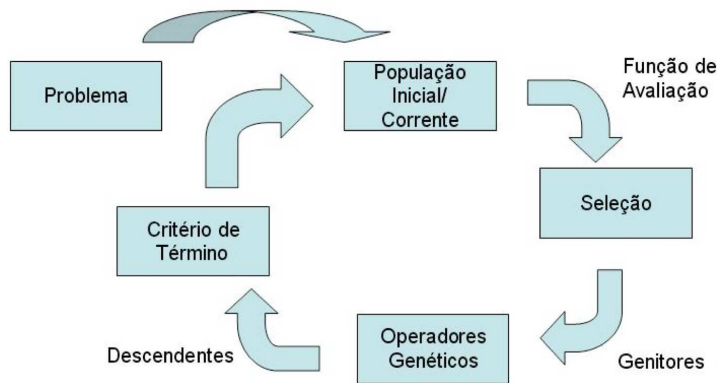 Problema
População
Inicial/
Corrente
Função de
Avaliação
Seleção
Genitores
Operadores
Genéticos
Descendentes
Critério de
Término